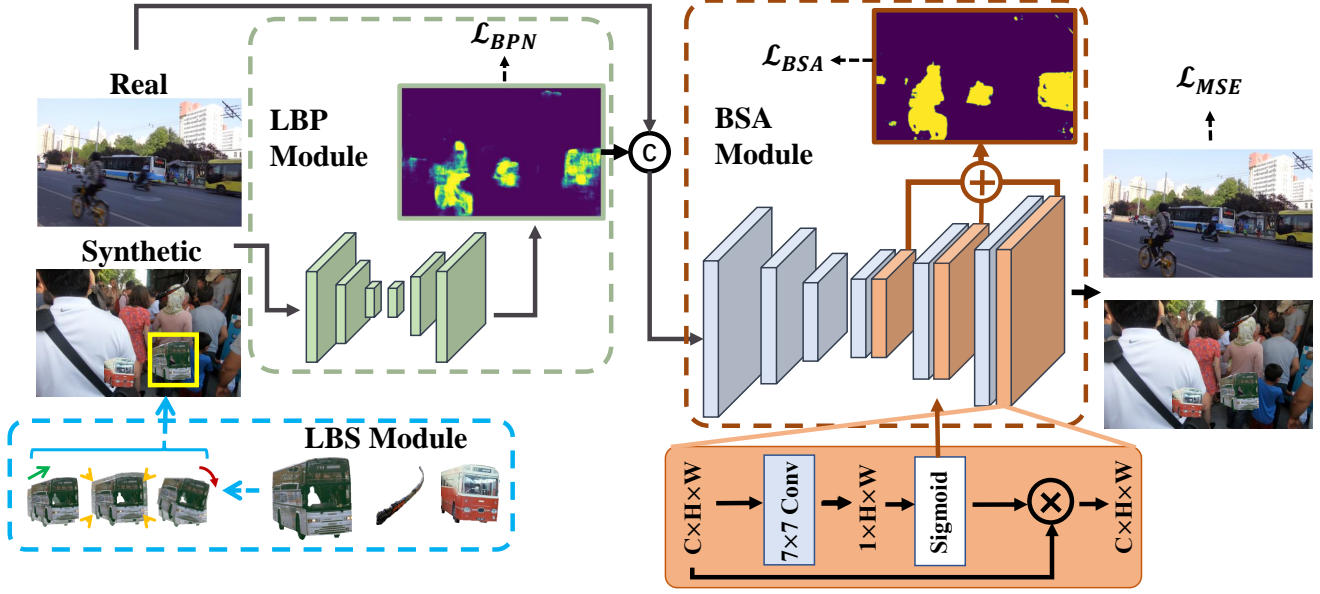 Real
LBP
Module
ℒ_BPN
C
BSA
Module
ℒ_BSA
+
ℒ_MSE
Synthetic
LBS Module
C×H×W
7×7 Conv
1×H×W
Sigmoid
×
C×H×W